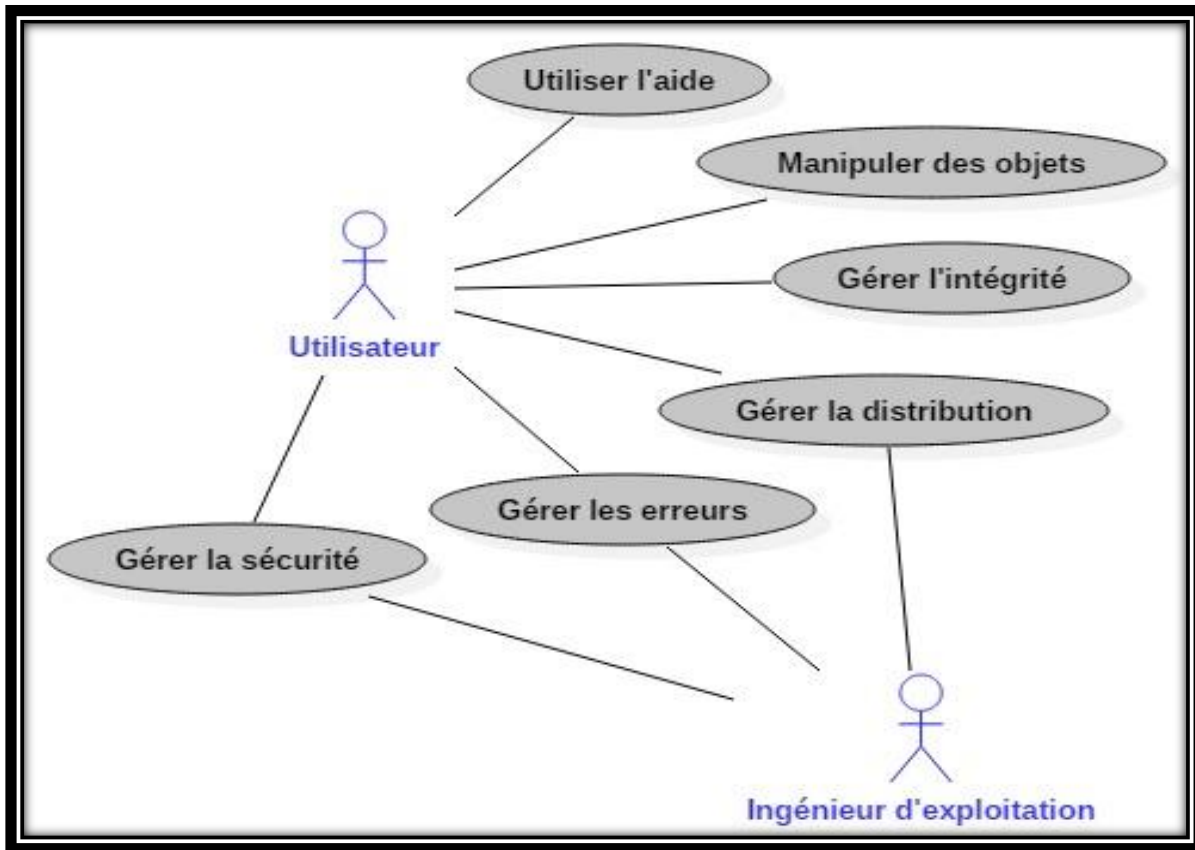 Utiliser l'aide
Manipuler des objets
Gérer l'intégrité
Utilisateur
Gérer la distribution
Gérer les erreurs
Gérer la sécurité
Ingénieur d'exploitation